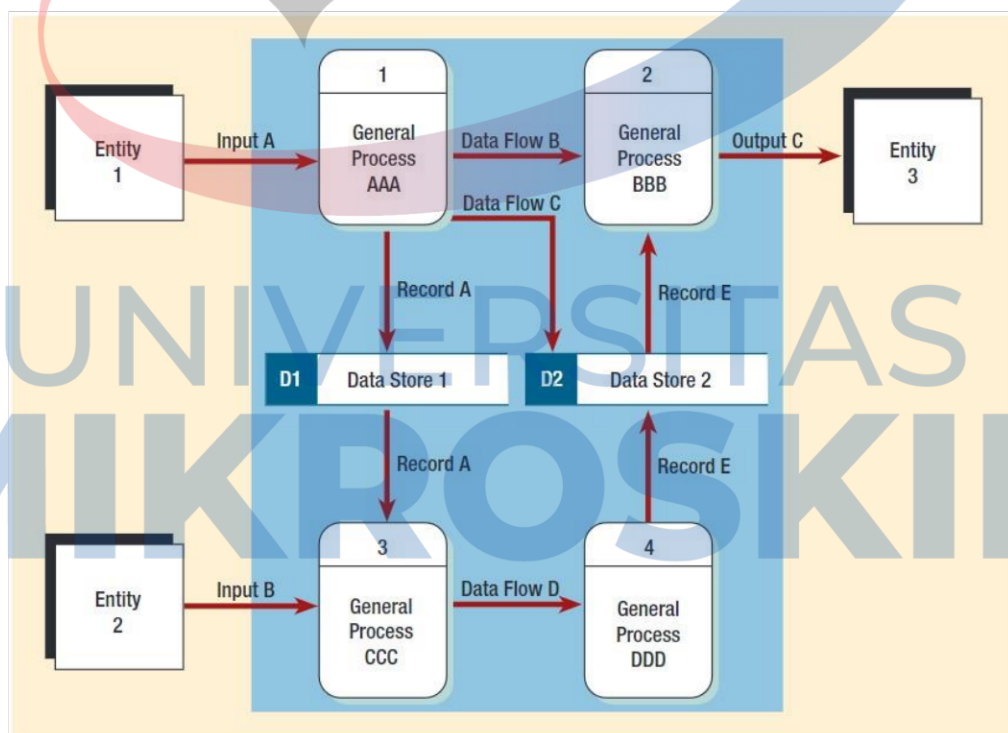 1
2
Entity
1
Input A
General
Process
AAA
Data Flow B
General
Process
BBB
Output C
Entity
3
Data Flow C
Record A
Record E
UNIVERSITAS
D1 Data Store 1
D2 Data Store 2
MIKROSKIL
Record A
Record E
3
4
Entity
2
Input B
General
Process
CCC
Data Flow D
General
Process
DDD